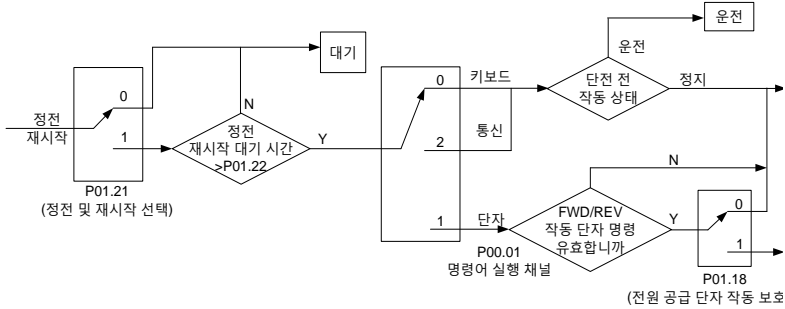 운전
대기
운전
정전
재시작
0
1
P01.21
(정전 및 재시작 선택)
N
정전
재시작 대기 시간
>P01.22
Y
0
키보드
2
통신
1
단자
P00.01
명령어 실행 채널
단전 전
작동 상태
정지
N
FWD/REV
작동 단자 명령
유효합니까
Y
0
1
P01.18
(전원 공급 단자 작동 보호